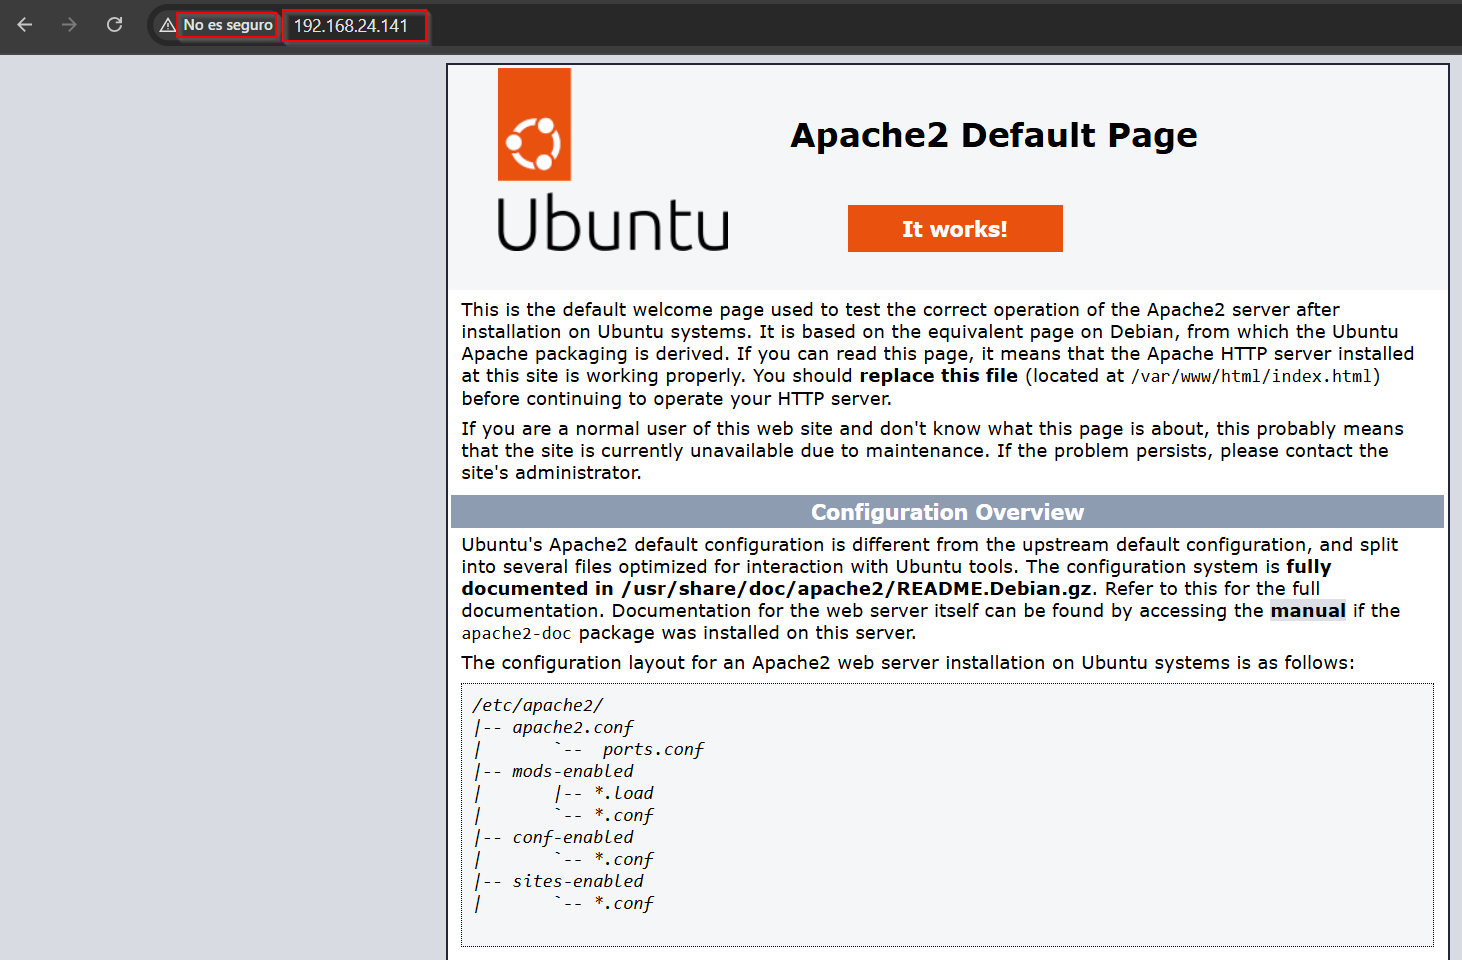 No es seguro 192.168.24.141
Apache2 Default Page
Ubuntu
It works!
This is the default welcome page used to test the correct operation of the Apache2 server after
installation on Ubuntu systems. It is based on the equivalent page on Debian, from which the Ubuntu
Apache packaging is derived. If you can read this page, it means that the Apache HTTP server installed
at this site is working properly. You should replace this file (located at /var/www/html/index.html)
before continuing to operate your HTTP server.
If you are a normal user of this web site and don't know what this page is about, this probably means
that the site is currently unavailable due to maintenance. If the problem persists, please contact the
site's administrator.
Configuration Overview
Ubuntu's Apache2 default configuration is different from the upstream default configuration, and split
into several files optimized for interaction with Ubuntu tools. The configuration system is fully
documented in /usr/share/doc/apache2/README.Debian.gz. Refer to this for the full
documentation. Documentation for the web server itself can be found by accessing the manual if the
apache2-doc package was installed on this server.
The configuration layout for an Apache2 web server installation on Ubuntu systems is as follows:
/etc/apache2/
|-- apache2.conf
|       `--  ports.conf
|-- mods-enabled
|       |-- *.load
|       `-- *.conf
|-- conf-enabled
|       `-- *.conf
|-- sites-enabled
|       `-- *.conf